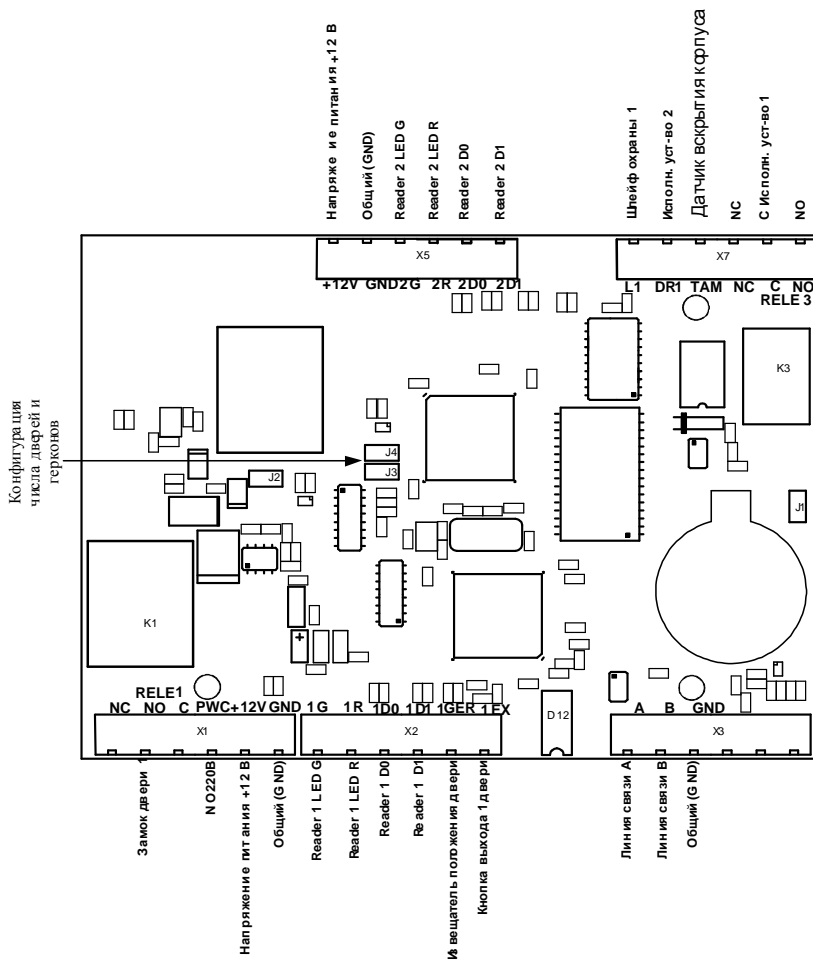 Напряже ие питания +12 В
Общий (GND)
Reader 2 LED G
Reader 2 LED R
Reader 2 D0
Reader 2 D1
Шлейф охраны 1
Исполн. уст-во 2
Датчик вскрытия корпуса
NC
С Исполн. уст-во 1
NO
X5
X7
+12V GND 2G 2R 2D0 2D1
L1 DR1 TAM NC C NO
RELE 3
K3
Конфигурация
числа дверей и
герконов
J4
J3
J2
J1
K1
+
RELE1
NC NO C PWC +12V GND 1G 1R 1D0 1D1 1GER 1EX
A B GND
X1
X2
D12
X3
Замок двери 1
NO220В
Напряжение питания +12 В
Общий (GND)
Reader 1 LED G
Reader 1 LED R
Reader 1 D0
Reader 1 D1
Извещатель положения двери
Кнопка выхода 1двери
Линия связи A
Линия связи B
Общий (GND)